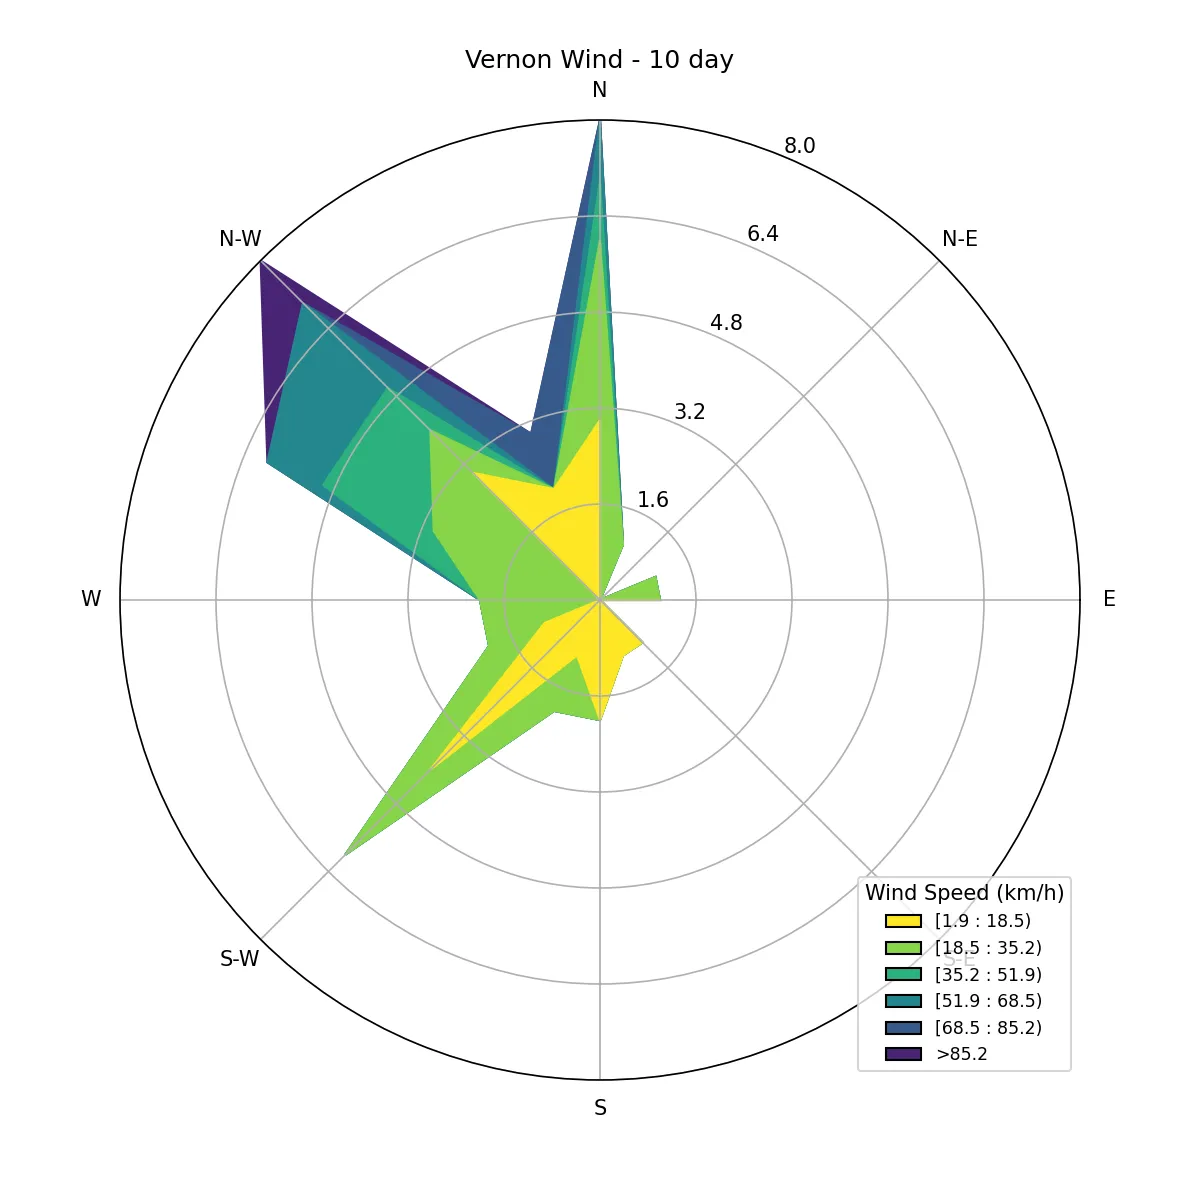 Vernon Wind - 10 day
N
8.0
N-W
6.4
N-E
4.8
3.2
1.6
W
E
S-W
S-E
S
Wind Speed (km/h)
[1.9 : 18.5)
[18.5 : 35.2)
[35.2 : 51.9)
[51.9 : 68.5)
[68.5 : 85.2)
>85.2